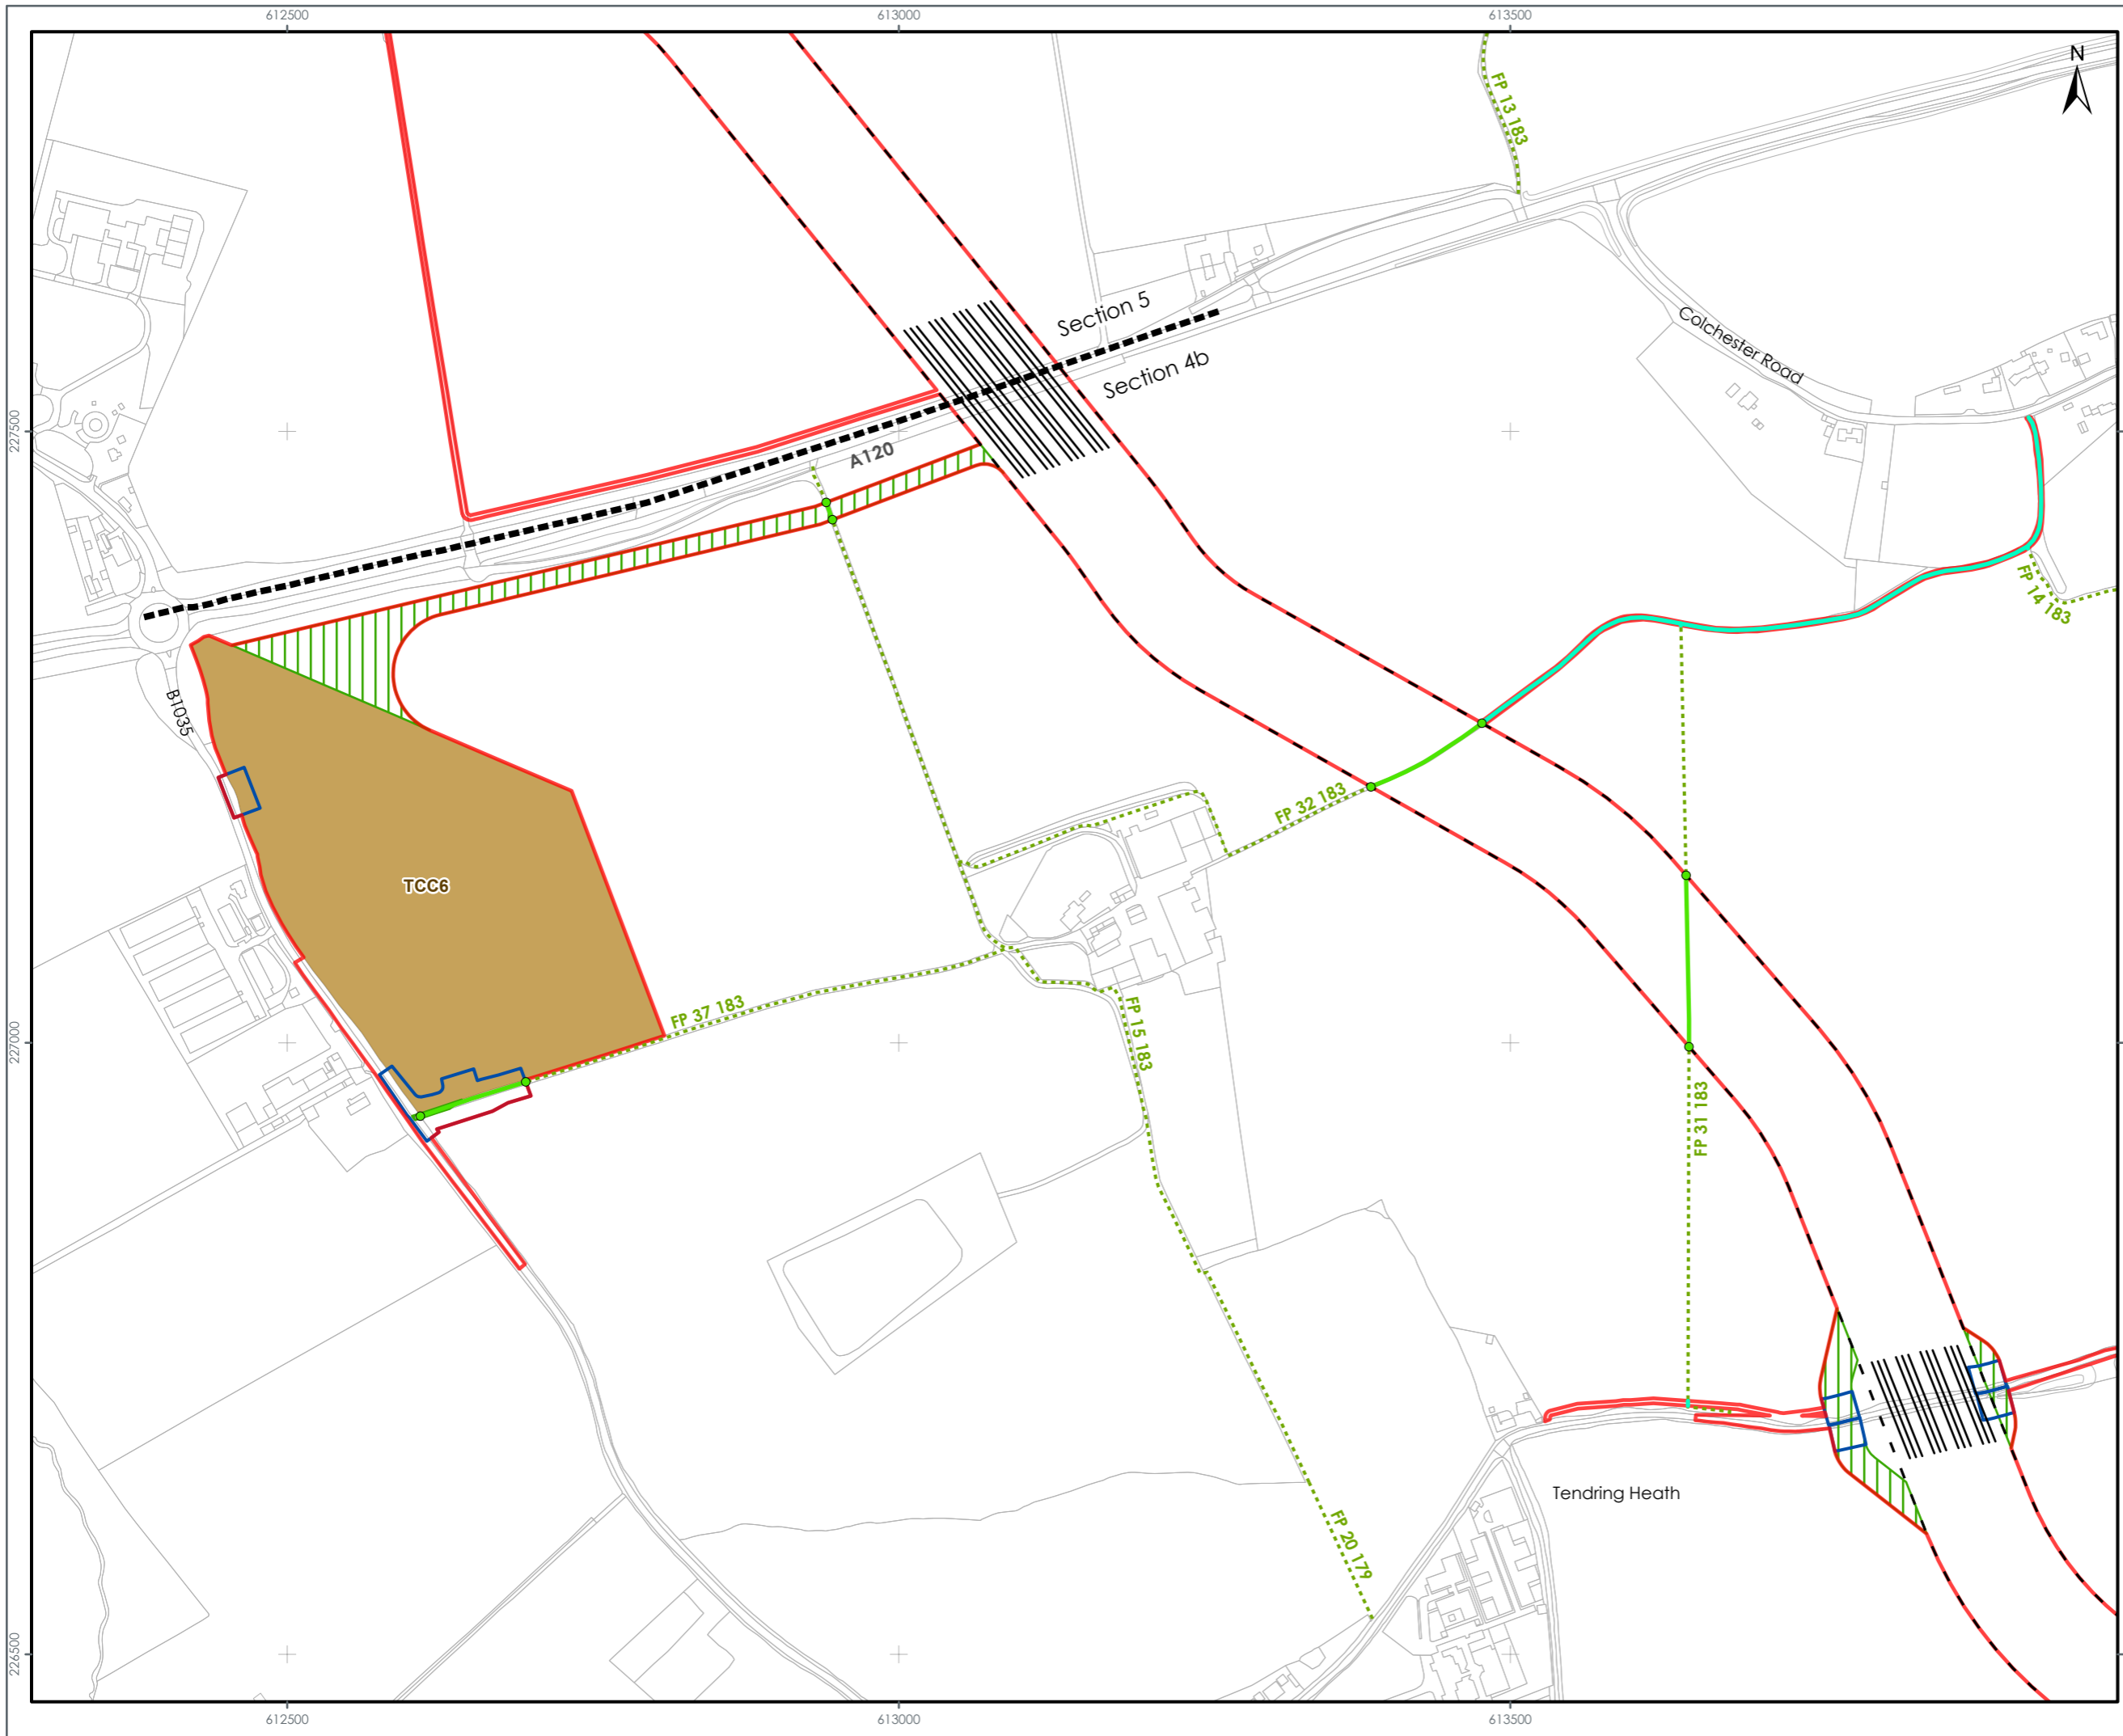 612500
613000
613500
N
FP 13 183
Section 5
Section 4b
Colchester Road
227500
A120
FP 14 183
B1035
FP 32 183
TCC6
FP 37 183
FP 15 183
227000
FP 31 183
Tendring Heath
FP 20 179
226500
612500
613000
613500